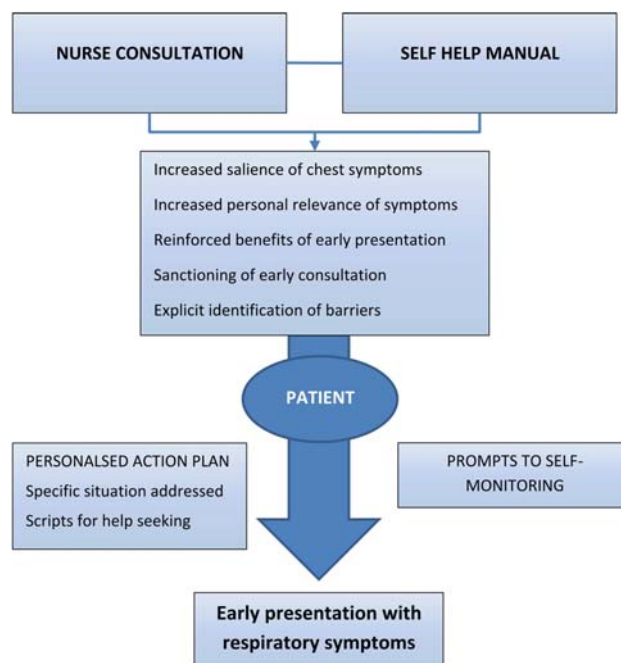 NURSE CONSULTATION
SELF HELP MANUAL
Increased salience of chest symptoms
Increased personal relevance of symptoms
Reinforced benefits of early presentation
Sanctioning of early consultation
Explicit identification of barriers
PATIENT
PERSONALSED ACTION PLAN
Specific situation addressed
Scripts for help seeking
PROMPTS TO SELF-
MONITORING
Early presentation with
respiratory symptoms